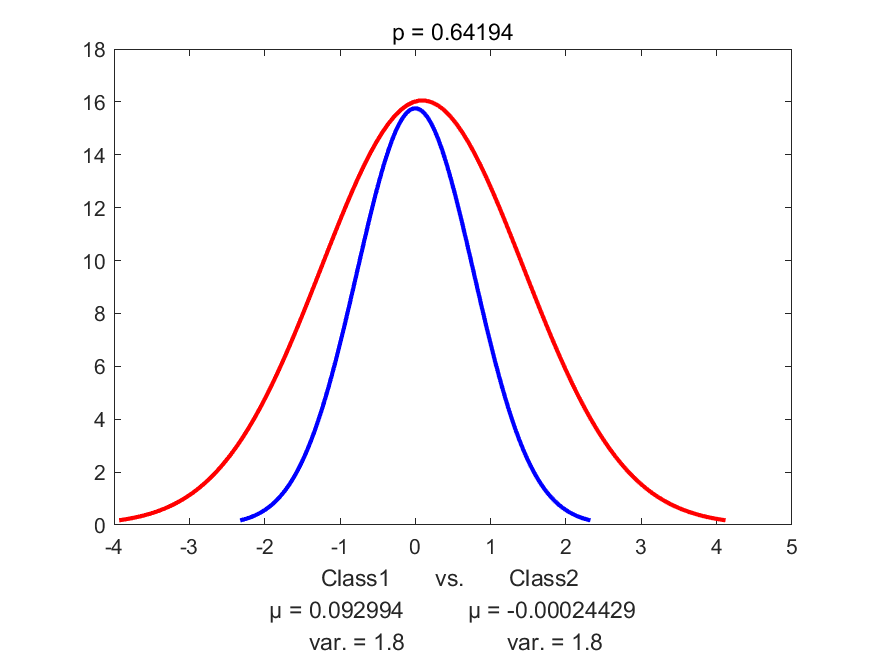 p = 0.64194
18
16
14
12
10
8
6
4
2
0
-4 -3 -2 -1 0 1 2 3 4 5
Class1 vs. Class2
μ = 0.092994 μ = -0.00024429
var. = 1.8 var. = 1.8